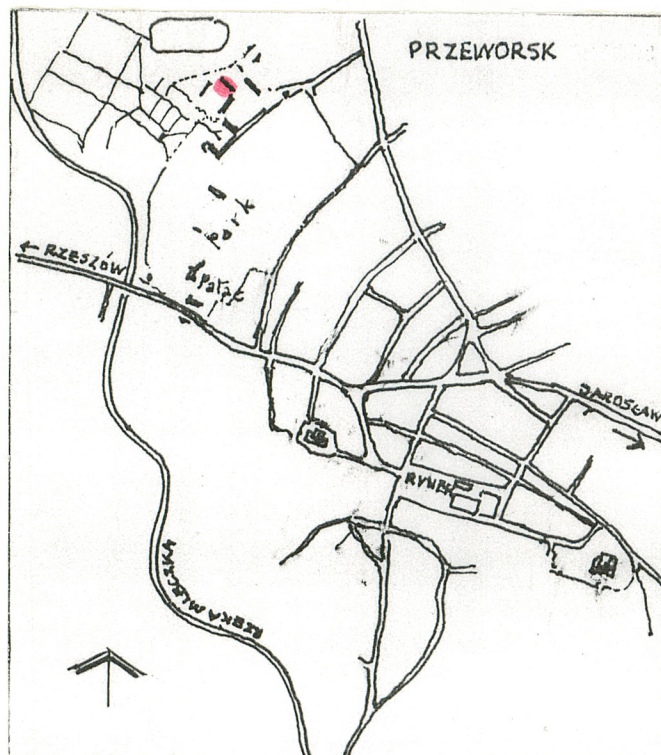 PRZEWORSK
← RZESZÓW
Park
Pałac
JAROSŁAW
RYNEK
RZEKA MLECZKA